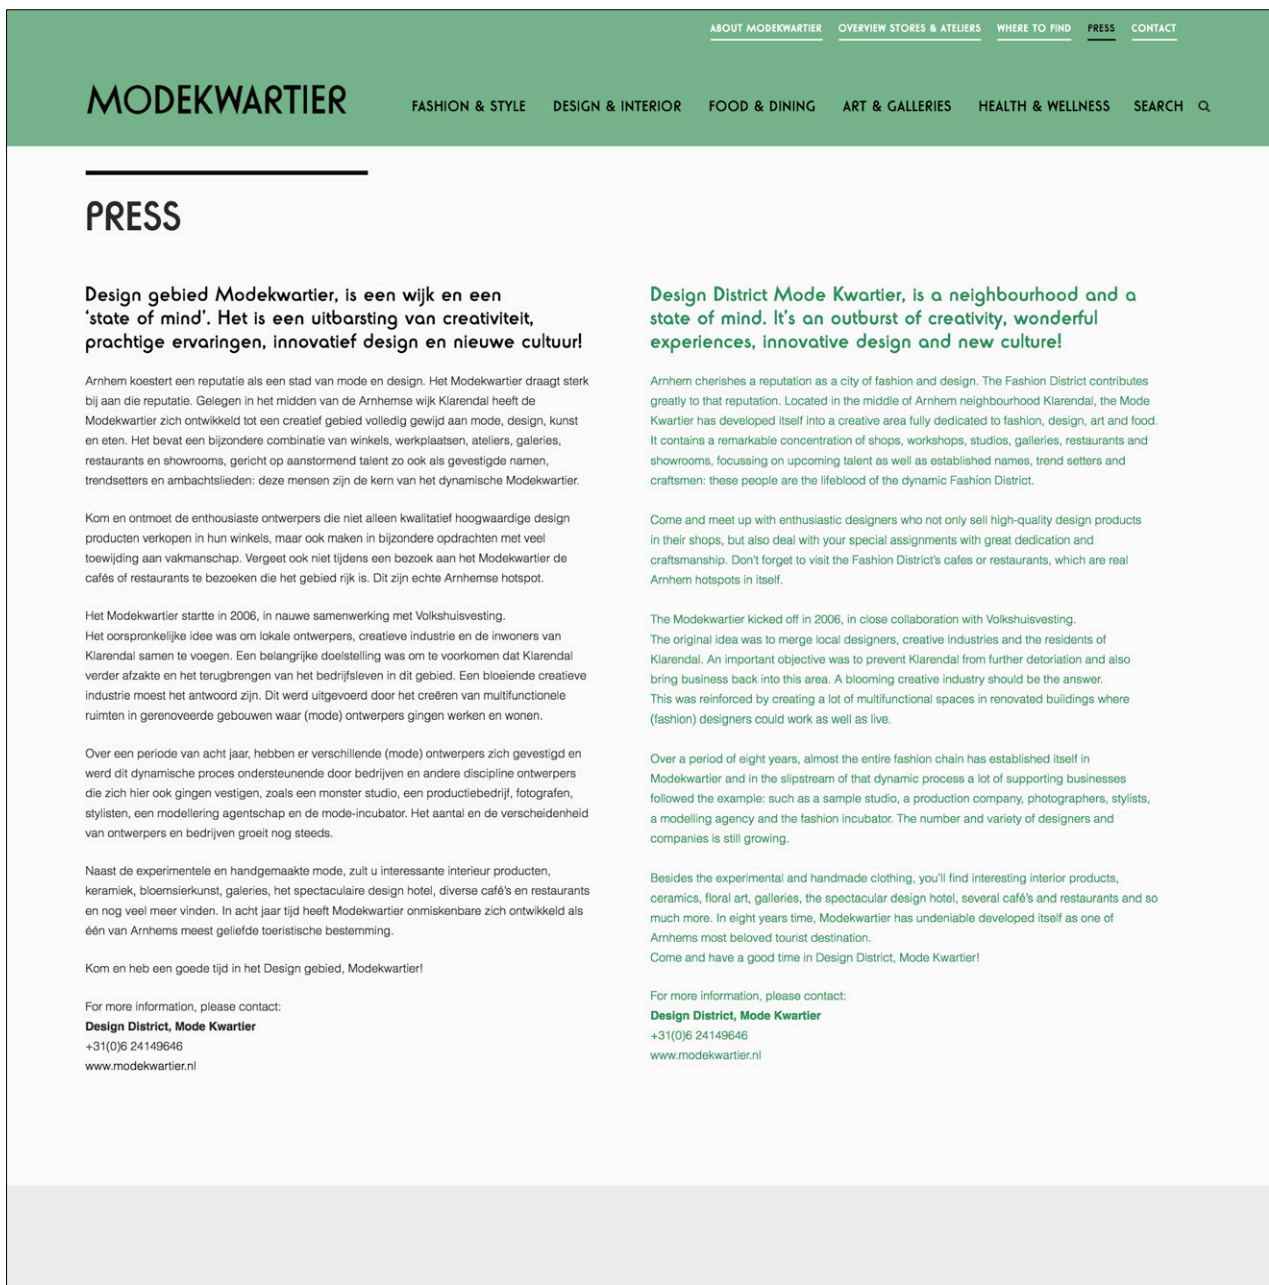 ABOUT MODEKWARTIER OVERVIEW STORES & ATELIERS WHERE TO FIND PRESS CONTACT
MODEKWARTIER FASHION & STYLE DESIGN & INTERIOR FOOD & DINING ART & GALLERIES HEALTH & WELLNESS SEARCH
PRESS
Design gebied Modekwartier, is een wijk en een
‘state of mind’. Het is een uitbarsting van creativiteit,
prachtige ervaringen, innovatief design en nieuwe cultuur!
Arnhem koestert een reputatie als een stad van mode en design. Het Modekwartier draagt sterk
bij aan die reputatie. Gelegen in het midden van de Arnhemse wijk Klarendal heeft de
Modekwartier zich ontwikkeld tot een creatief gebied volledig gewijd aan mode, design, kunst
en eten. Het bevat een bijzondere combinatie van winkels, werkplaatsen, ateliers, galeries,
restaurants en showrooms, gericht op aanstormend talent zo ook als gevestigde namen,
trendsetters en ambachtslieden: deze mensen zijn de kern van het dynamische Modekwartier.
Kom en ontmoet de enthousiaste ontwerpers die niet alleen kwalitatief hoogwaardige design
producten verkopen in hun winkels, maar ook maken in bijzondere opdrachten met veel
toewijding aan vakmanschap. Vergeet ook niet tijdens een bezoek aan het Modekwartier de
cafés of restaurants te bezoeken die het gebied rijk is. Dit zijn echte Arnhemse hotspot.
Het Modekwartier startte in 2006, in nauwe samenwerking met Volkshuisvesting.
Het oorspronkelijke idee was om lokale ontwerpers, creatieve industrie en de inwoners van
Klarendal samen te voegen. Een belangrijke doelstelling was om te voorkomen dat Klarendal
verder afzakte en het terugbrengen van het bedrijfsleven in dit gebied. Een bloeiende creatieve
industrie moest het antwoord zijn. Dit werd uitgevoerd door het creëren van multifunctionele
ruimten in gerenoveerde gebouwen waar (mode) ontwerpers gingen werken en wonen.
Over een periode van acht jaar, hebben er verschillende (mode) ontwerpers zich gevestigd en
werd dit dynamische proces ondersteunende door bedrijven en andere discipline ontwerpers
die zich hier ook gingen vestigen, zoals een monster studio, een productiebedrijf, fotografen,
stylisten, een modellering agentschap en de mode-incubator. Het aantal en de verscheidenheid
van ontwerpers en bedrijven groeit nog steeds.
Naast de experimentele en handgemaakte mode, zult u interessante interieur producten,
keramiek, bloemsierkunst, galeries, het spectaculaire design hotel, diverse café's en restaurants
en nog veel meer vinden. In acht jaar tijd heeft Modekwartier onmiskenbare zich ontwikkeld als
één van Arnhems meest geliefde toeristische bestemming.
Kom en heb een goede tijd in het Design gebied, Modekwartier!
For more information, please contact:
Design District, Mode Kwartier
+31(0)6 24149646
www.modekwartier.nl
Design District Mode Kwartier, is a neighbourhood and a
state of mind. It's an outburst of creativity, wonderful
experiences, innovative design and new culture!
Arnhem cherishes a reputation as a city of fashion and design. The Fashion District contributes
greatly to that reputation. Located in the middle of Arnhem neighbourhood Klarendal, the Mode
Kwartier has developed itself into a creative area fully dedicated to fashion, design, art and food.
It contains a remarkable concentration of shops, workshops, studios, galleries, restaurants and
showrooms, focussing on upcoming talent as well as established names, trend setters and
craftsmen: these people are the lifeblood of the dynamic Fashion District.
Come and meet up with enthusiastic designers who not only sell high-quality design products
in their shops, but also deal with your special assignments with great dedication and
craftsmanship. Don't forget to visit the Fashion District's cafes or restaurants, which are real
Arnhem hotspots in itself.
The Modekwartier kicked off in 2006, in close collaboration with Volkshuisvesting.
The original idea was to merge local designers, creative industries and the residents of
Klarendal. An important objective was to prevent Klarendal from further detoriation and also
bring business back into this area. A blooming creative industry should be the answer.
This was reinforced by creating a lot of multifunctional spaces in renovated buildings where
(fashion) designers could work as well as live.
Over a period of eight years, almost the entire fashion chain has established itself in
Modekwartier and in the slipstream of that dynamic process a lot of supporting businesses
followed the example: such as a sample studio, a production company, photographers, stylists,
a modelling agency and the fashion incubator. The number and variety of designers and
companies is still growing.
Besides the experimental and handmade clothing, you'll find interesting interior products,
ceramics, floral art, galleries, the spectacular design hotel, several café's and restaurants and so
much more. In eight years time, Modekwartier has undeniable developed itself as one of
Arnhems most beloved tourist destination.
Come and have a good time in Design District, Mode Kwartier!
For more information, please contact:
Design District, Mode Kwartier
+31(0)6 24149646
www.modekwartier.nl